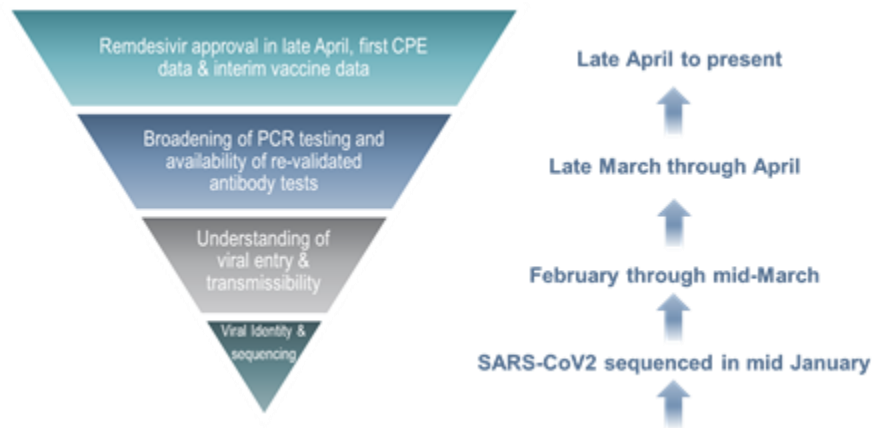 Remdesivir approval in late April, first CPE
data & interim vaccine data
Late April to present
Broadening of PCR testing and
availability of re-validated
antibody tests
Late March through April
Understanding of
viral entry &
transmissibility
February through mid-March
Viral Identity &
sequencing
SARS-CoV2 sequenced in mid January